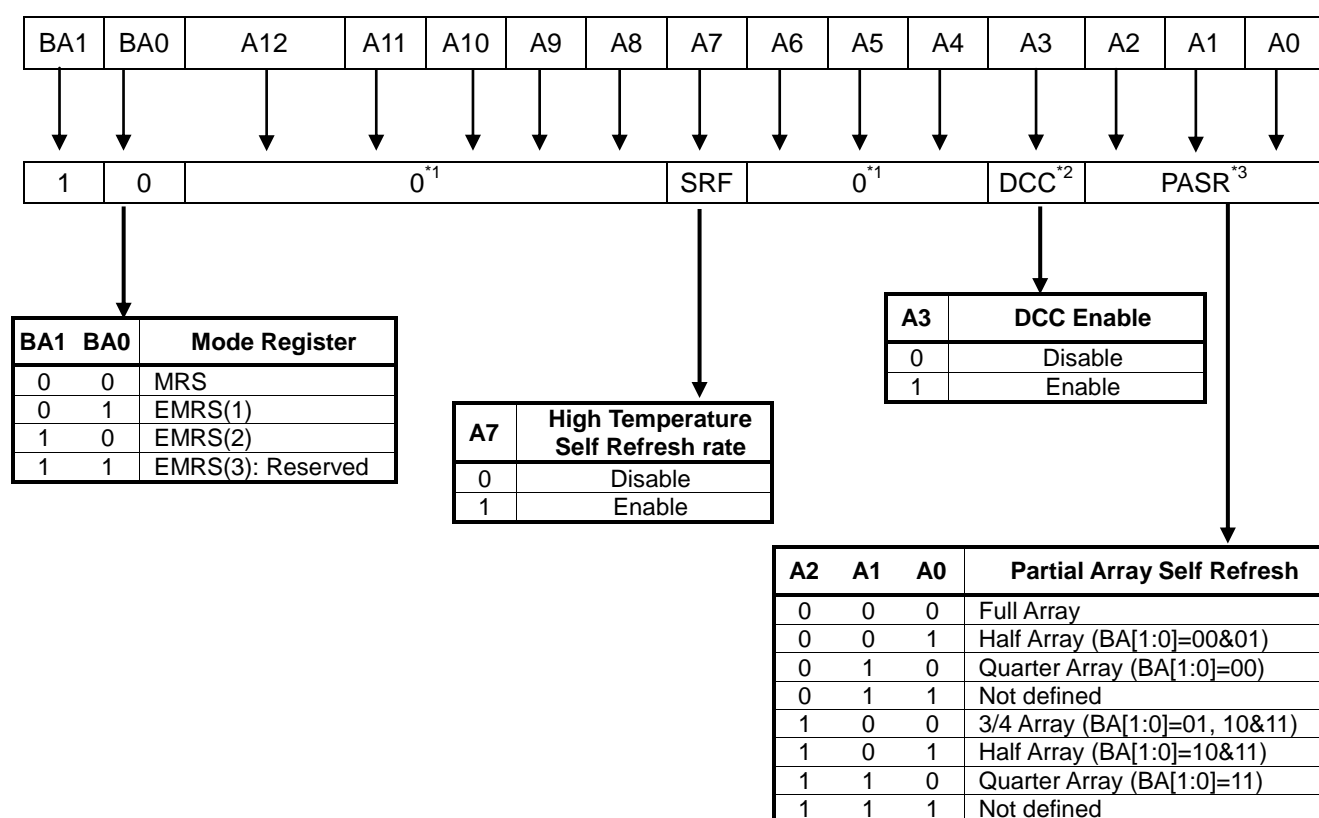 BA1 BA0 A12 A11 A10 A9 A8 A7 A6 A5 A4 A3 A2 A1 A0
1 0 0*1 SRF 0*1 DCC*2 PASR*3
BA1 BA0 Mode Register
0 0 MRS
0 1 EMRS(1)
1 0 EMRS(2)
1 1 EMRS(3): Reserved
A7 High Temperature
Self Refresh rate
0 Disable
1 Enable
A3 DCC Enable
0 Disable
1 Enable
A2 A1 A0 Partial Array Self Refresh
0 0 0 Full Array
0 0 1 Half Array (BA[1:0]=00&01)
0 1 0 Quarter Array (BA[1:0]=00)
0 1 1 Not defined
1 0 0 3/4 Array (BA[1:0]=01, 10&11)
1 0 1 Half Array (BA[1:0]=10&11)
1 1 0 Quarter Array (BA[1:0]=11)
1 1 1 Not defined